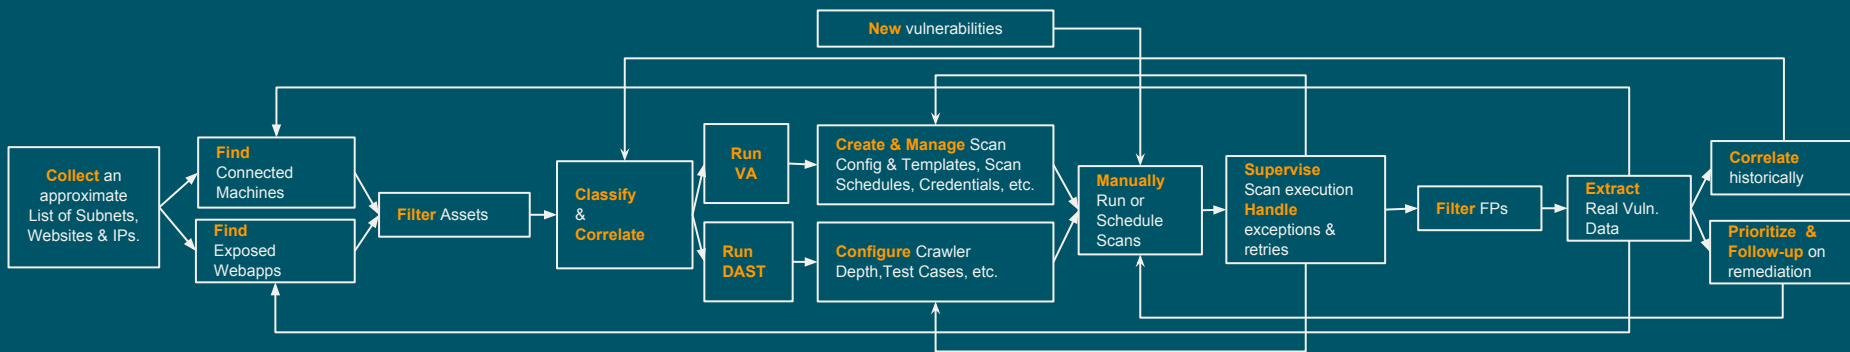 New vulnerabilities
Collect an
approximate
List of Subnets,
Websites & IPs.
Find
Connected
Machines
Find
Exposed
Webapps
Filter Assets
Classify
&
Correlate
Run
VA
Run
DAST
Create & Manage Scan
Config & Templates, Scan
Schedules, Credentials, etc.
Configure Crawler
Depth,Test Cases, etc.
Manually
Run or
Schedule
Scans
Supervise
Scan execution
Handle
exceptions &
retries
Filter FPs
Extract
Real Vuln.
Data
Correlate
historically
Prioritize &
Follow-up on
remediation